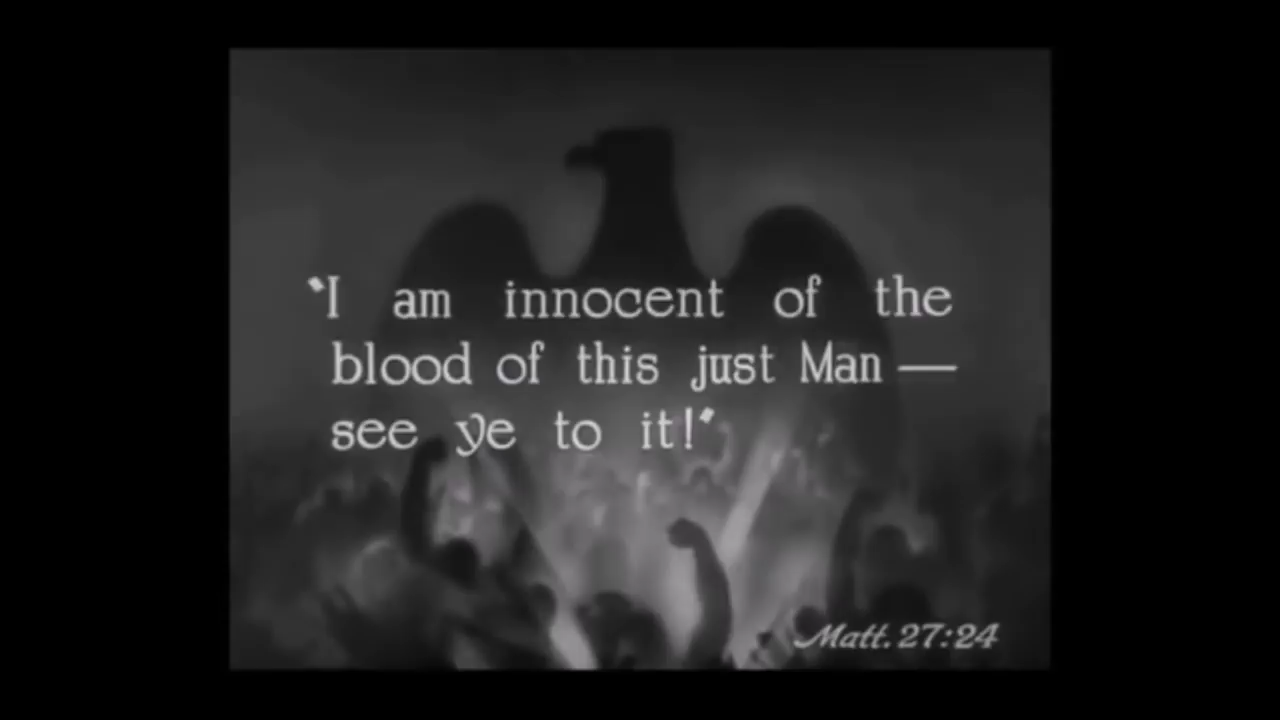 "I am innocent of the
blood of this just Man —
see ye to it!"
Matt. 27:24